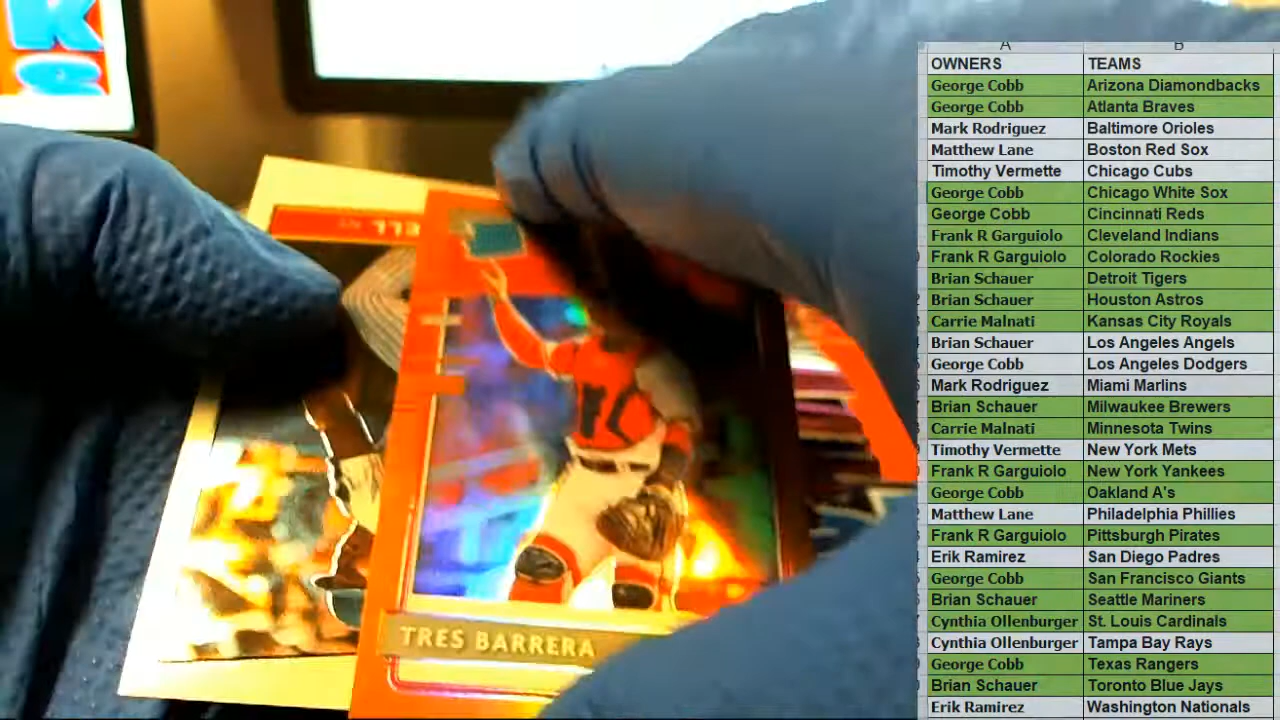 A B
OWNERS TEAMS
George Cobb Arizona Diamondbacks
George Cobb Atlanta Braves
Mark Rodriguez Baltimore Orioles
Matthew Lane Boston Red Sox
Timothy Vermette Chicago Cubs
George Cobb Chicago White Sox
George Cobb Cincinnati Reds
Frank R Garguiolo Cleveland Indians
Frank R Garguiolo Colorado Rockies
Brian Schauer Detroit Tigers
Brian Schauer Houston Astros
Carrie Malnati Kansas City Royals
Brian Schauer Los Angeles Angels
George Cobb Los Angeles Dodgers
Mark Rodriguez Miami Marlins
Brian Schauer Milwaukee Brewers
Carrie Malnati Minnesota Twins
Timothy Vermette New York Mets
Frank R Garguiolo New York Yankees
George Cobb Oakland A's
Matthew Lane Philadelphia Phillies
Frank R Garguiolo Pittsburgh Pirates
Erik Ramirez San Diego Padres
George Cobb San Francisco Giants
Brian Schauer Seattle Mariners
Cynthia Ollenburger St. Louis Cardinals
Cynthia Ollenburger Tampa Bay Rays
George Cobb Texas Rangers
Brian Schauer Toronto Blue Jays
Erik Ramirez Washington Nationals
TRES BARRERA